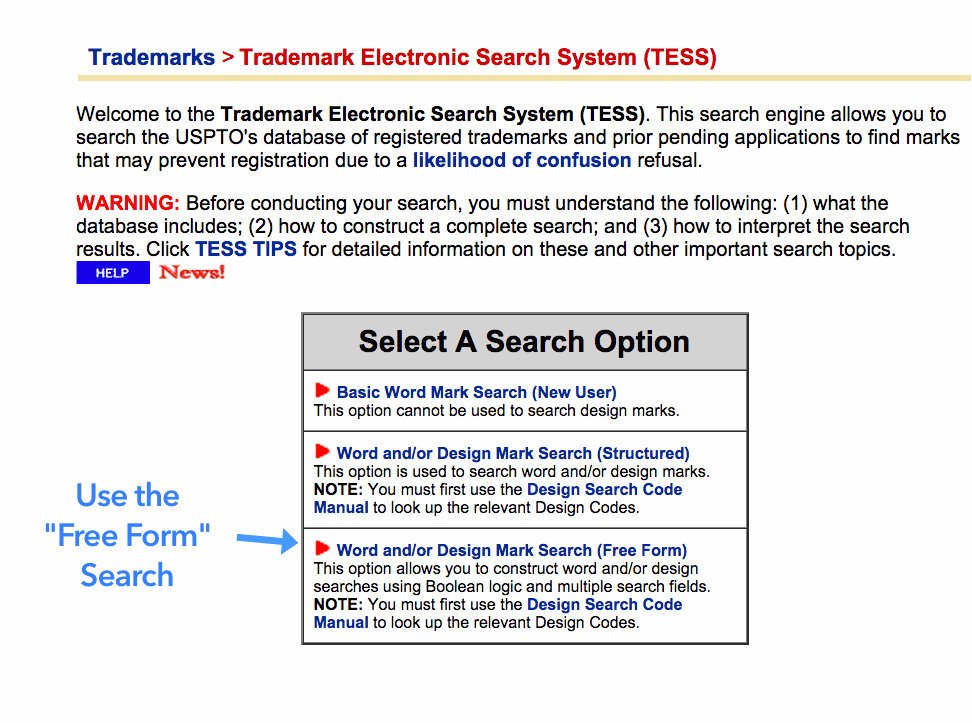 Trademarks > Trademark Electronic Search System (TESS)
Welcome to the Trademark Electronic Search System (TESS). This search engine allows you to
search the USPTO's database of registered trademarks and prior pending applications to find marks
that may prevent registration due to a likelihood of confusion refusal.
WARNING: Before conducting your search, you must understand the following: (1) what the
database includes; (2) how to construct a complete search; and (3) how to interpret the search
results. Click TESS TIPS for detailed information on these and other important search topics.
HELP News!
Select A Search Option
Basic Word Mark Search (New User)
This option cannot be used to search design marks.
Word and/or Design Mark Search (Structured)
This option is used to search word and/or design marks.
NOTE: You must first use the Design Search Code
Manual to look up the relevant Design Codes.
Use the
"Free Form"
Search
Word and/or Design Mark Search (Free Form)
This option allows you to construct word and/or design
searches using Boolean logic and multiple search fields.
NOTE: You must first use the Design Search Code
Manual to look up the relevant Design Codes.